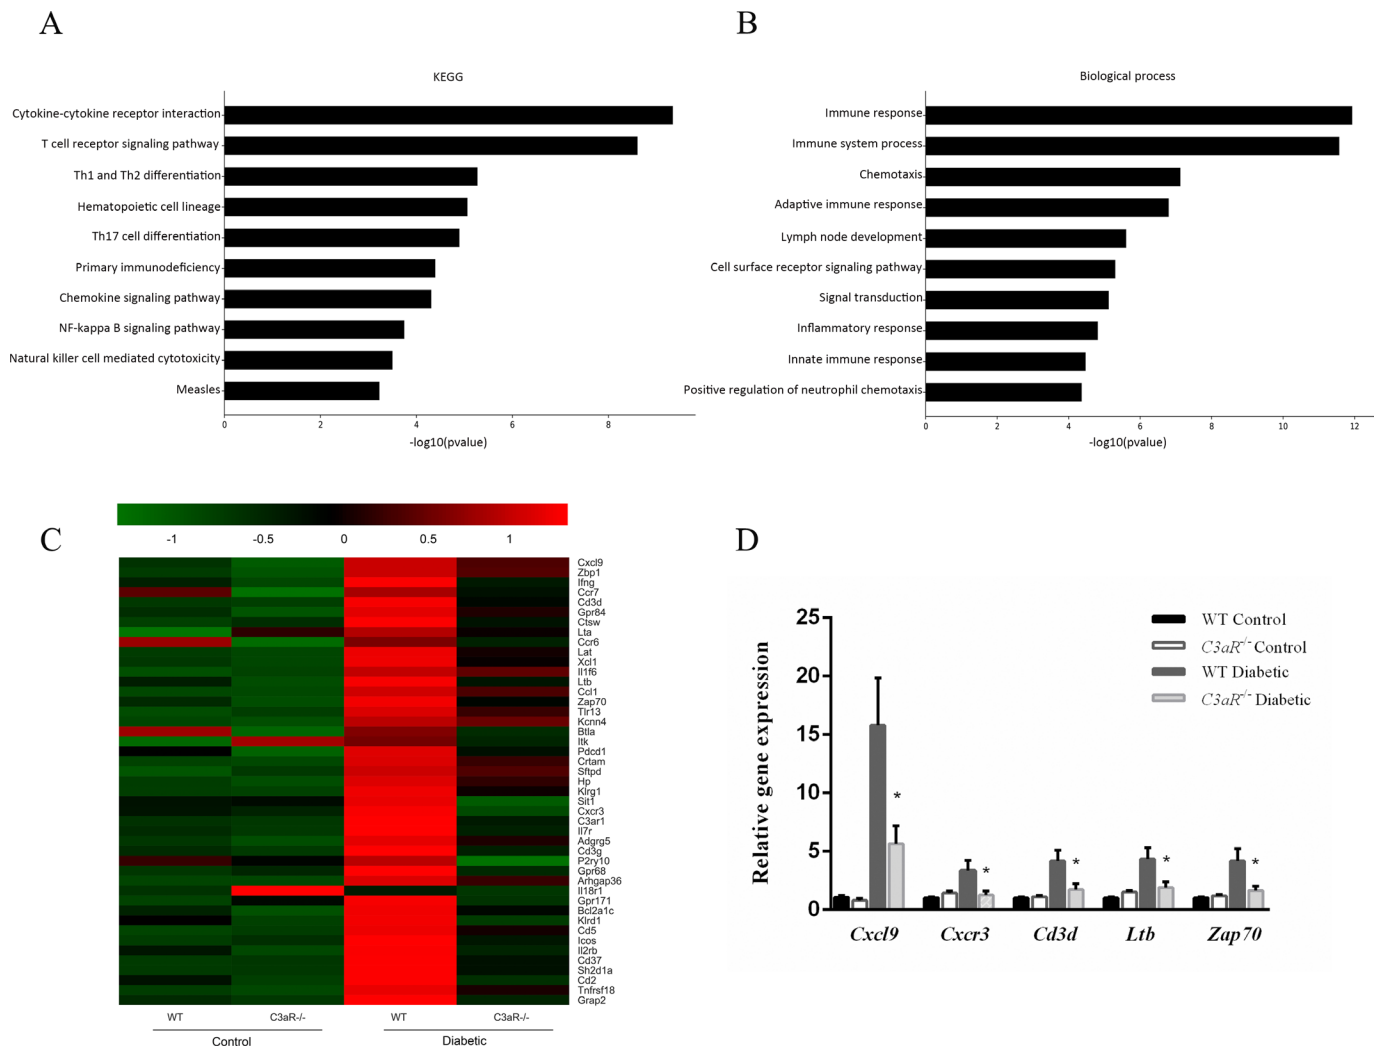 A
KEGG
Cytokine-cytokine receptor interaction
T cell receptor signaling pathway
Th1 and Th2 differentiation
Hematopoietic cell lineage
Th17 cell differentiation
Primary immunodeficiency
Chemokine signaling pathway
NF-kappa B signaling pathway
Natural killer cell mediated cytotoxicity
Measles
0 2 4 6 8
-log10(pvalue)
B
Biological process
Immune response
Immune system process
Chemotaxis
Adaptive immune response
Lymph node development
Cell surface receptor signaling pathway
Signal transduction
Inflammatory response
Innate immune response
Positive regulation of neutrophil chemotaxis
0 2 4 6 8 10 12
-log10(pvalue)
C
-1 -0.5 0 0.5 1
Cxcl9
Zbp1
Ifng
Ccr7
Cd3d
Gpr84
Ctsw
Lta
Ccr6
Lat
Xcl1
Il1f6
Ltb
Ccl1
Zap70
Tlr13
Kcnn4
Btla
Itk
Pdcd1
Crtam
Sftpd
Hp
Klrg1
Sit1
Cxcr3
C3ar1
Il7r
Adgrg5
Cd3g
P2ry10
Gpr68
Arhgap36
Il18r1
Gpr171
Bcl2a1c
Klrd1
Cd5
Icos
Il2rb
Cd37
Sh2d1a
Cd2
Tnfrsf18
Grap2
WT C3aR-/- WT C3aR-/-
Control Diabetic
D
Relative gene expression
25
20
15
10
5
0
WT Control
C3aR-/- Control
WT Diabetic
C3aR-/- Diabetic
* * * * *
Cxcl9 Cxcr3 Cd3d Ltb Zap70